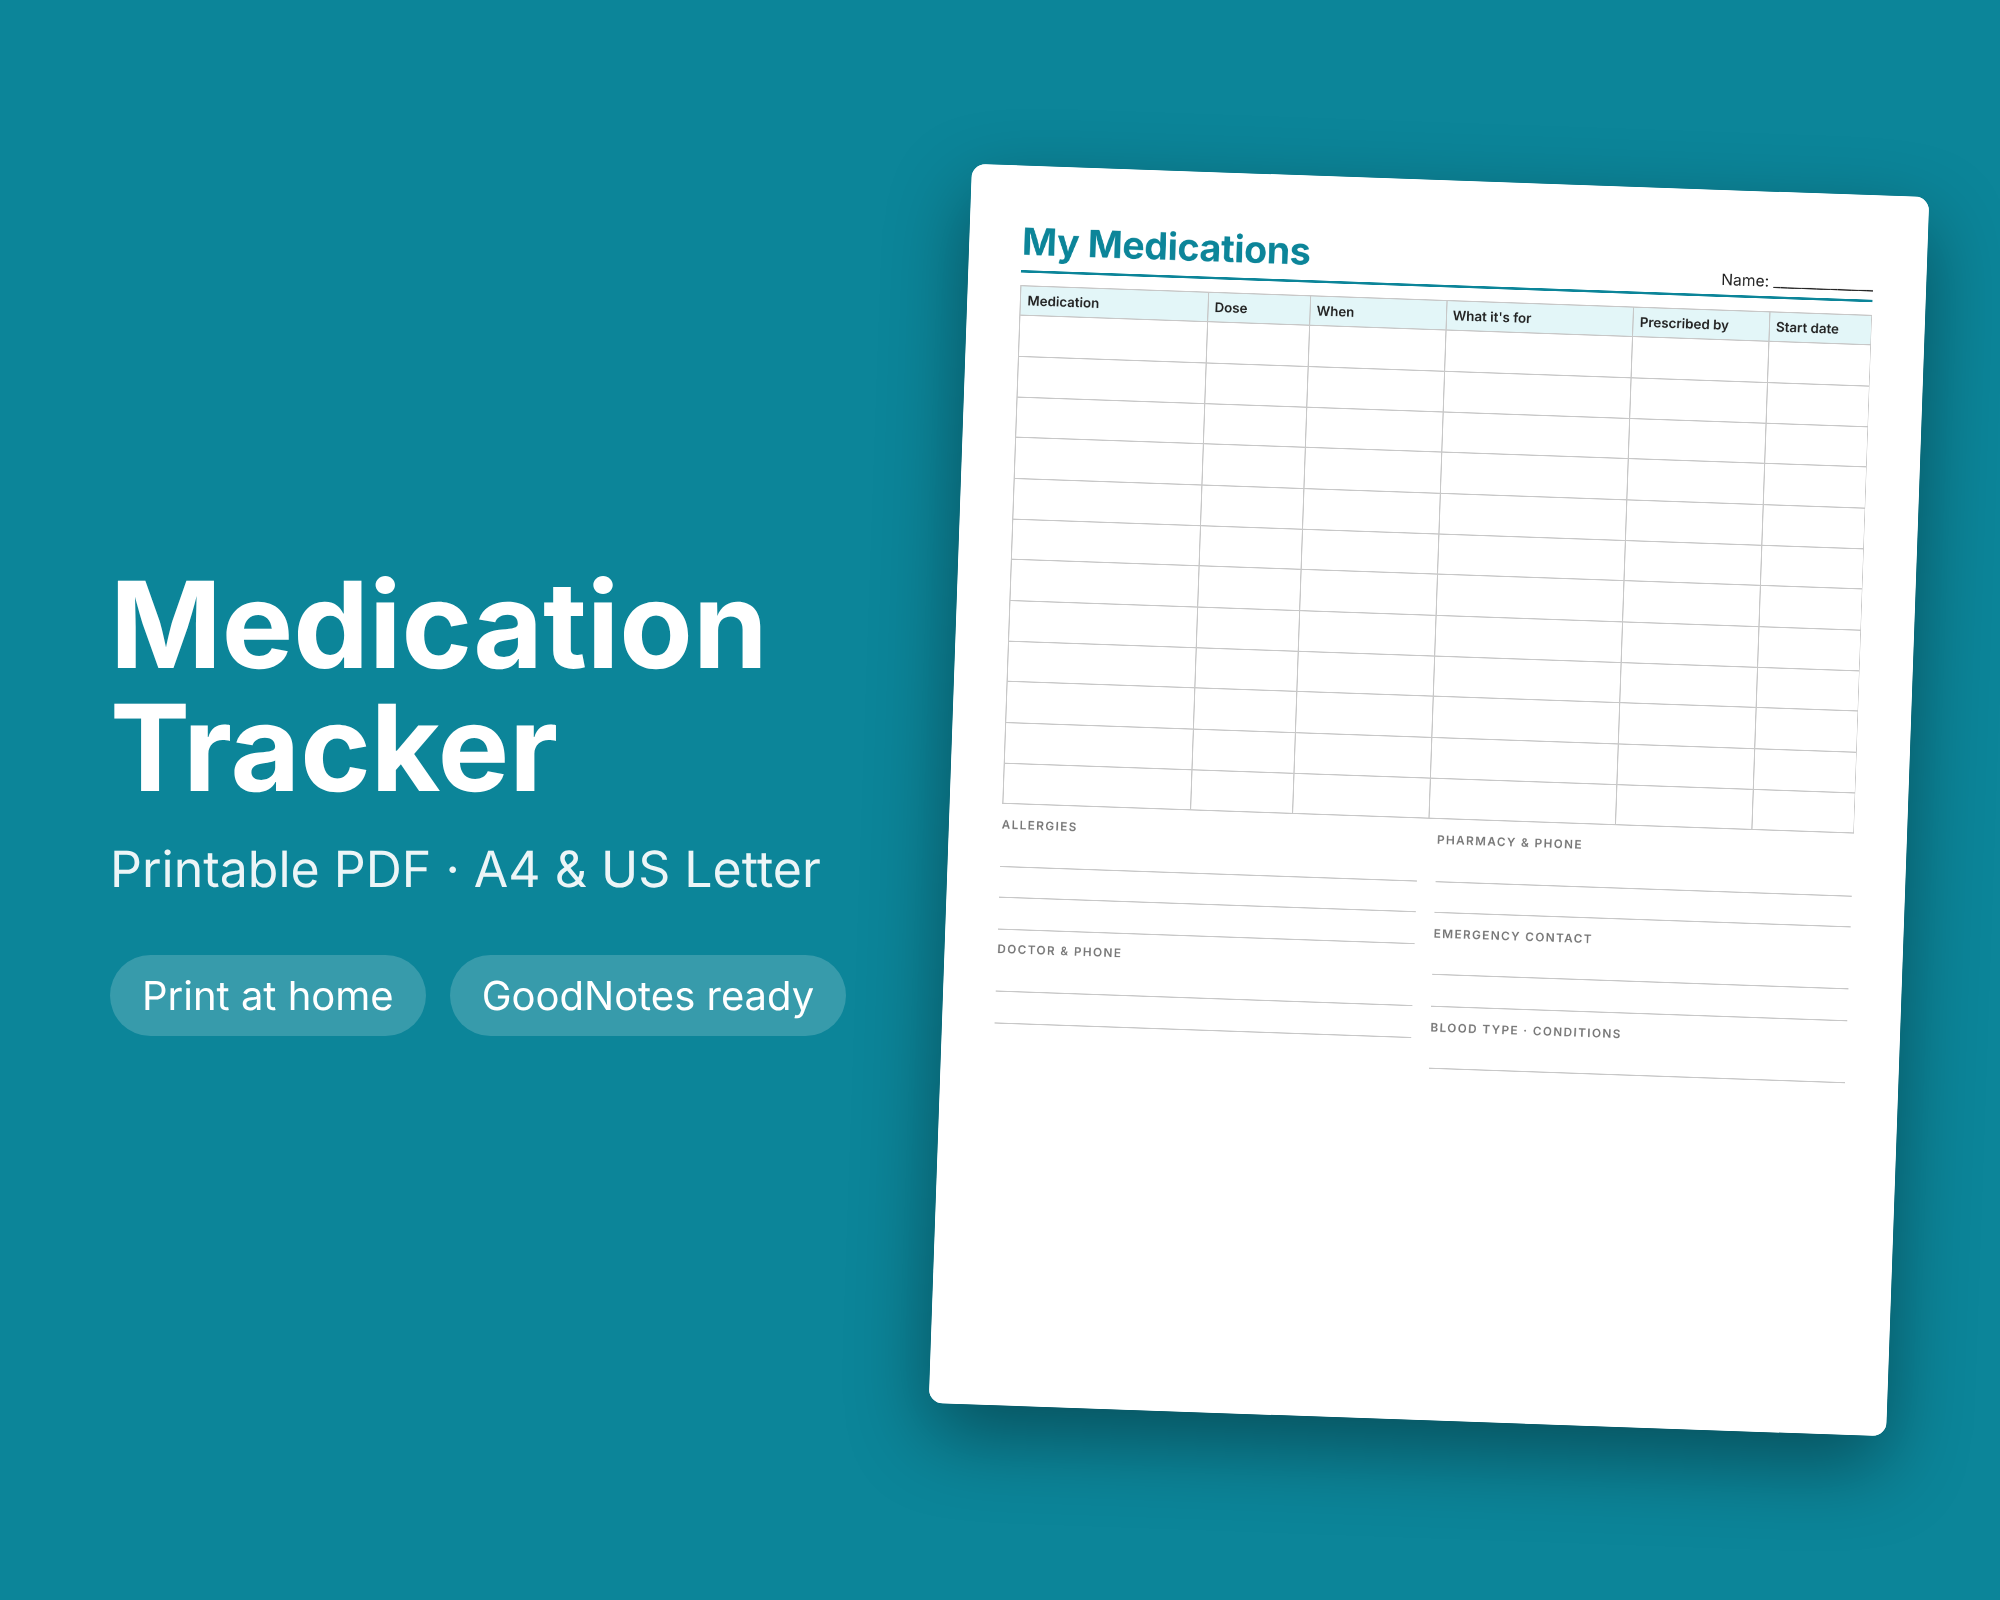 Medication
Tracker
Printable PDF · A4 & US Letter
Print at home
GoodNotes ready
My Medications
Name: ___________
Medication Dose When What it's for Prescribed by Start date
ALLERGIES
PHARMACY & PHONE
EMERGENCY CONTACT
DOCTOR & PHONE
BLOOD TYPE · CONDITIONS